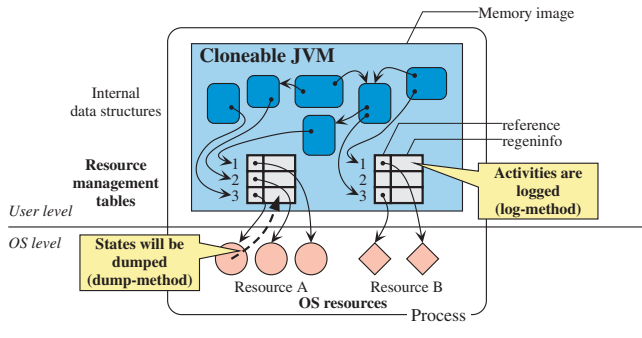 Memory image
Cloneable JVM
Internal
data structures
reference
regeninfo
Resource
management
tables
1
2
3
1
2
3
Activities are
logged
(log-method)
User level
OS level
States will be
dumped
(dump-method)
Resource A
Resource B
OS resources
Process